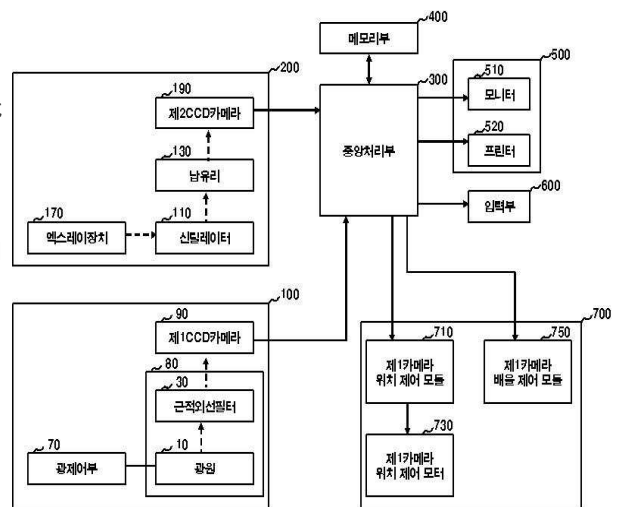 400
메모리부
200
190
제2CCD카메라
130
납유리
170
엑스레이장치
110
신틸레이터
300
중앙처리부
500
510
모니터
520
프린터
600
입력부
100
90
제1CCD카메라
80
30
근적외선필터
70
광제어부
10
광원
700
710
제1카메라
위치 제어 모듈
750
제1카메라
배율 제어 모듈
730
제1카메라
위치 제어 모터